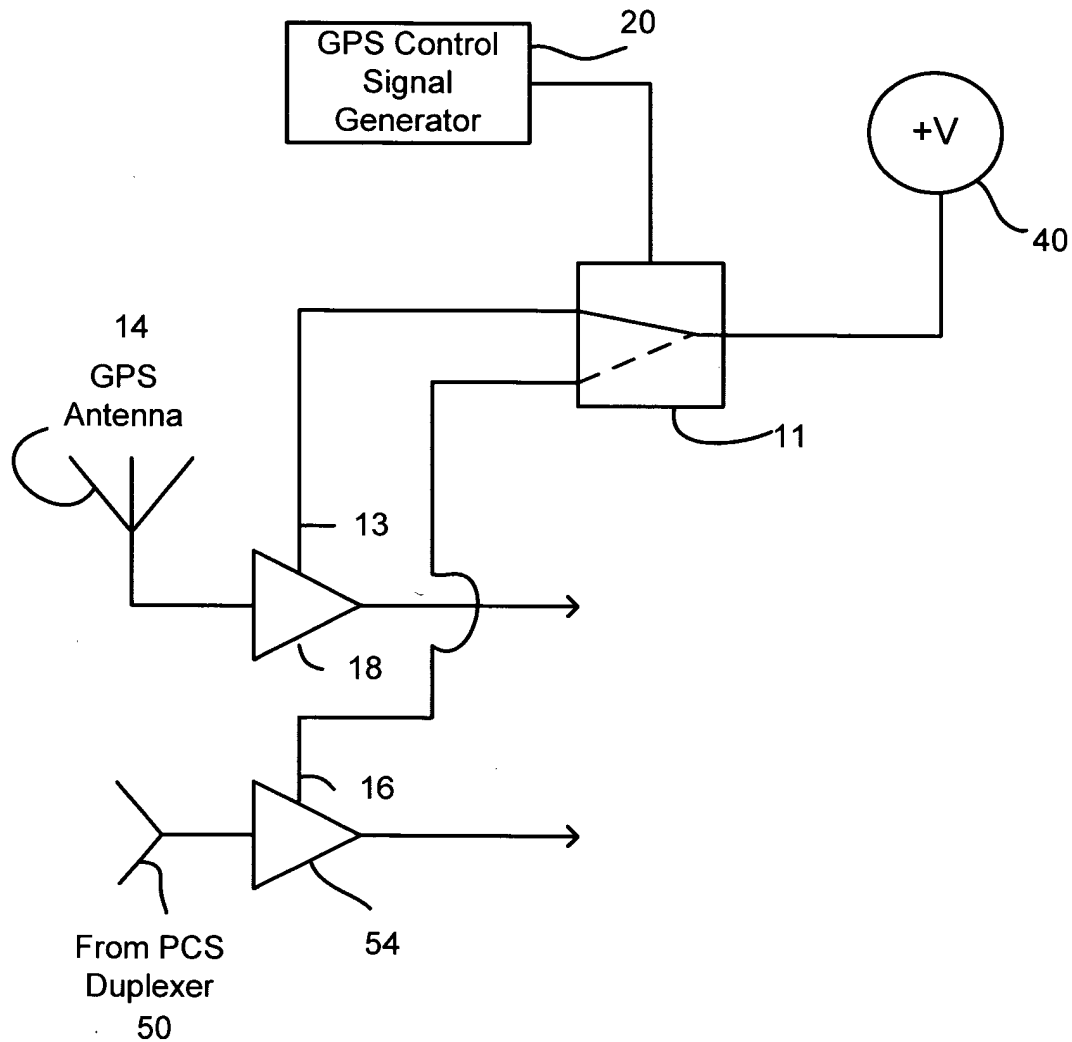 20
GPS Control
Signal
Generator
+V
40
14
GPS
Antenna
11
13
18
16
54
From PCS
Duplexer
50